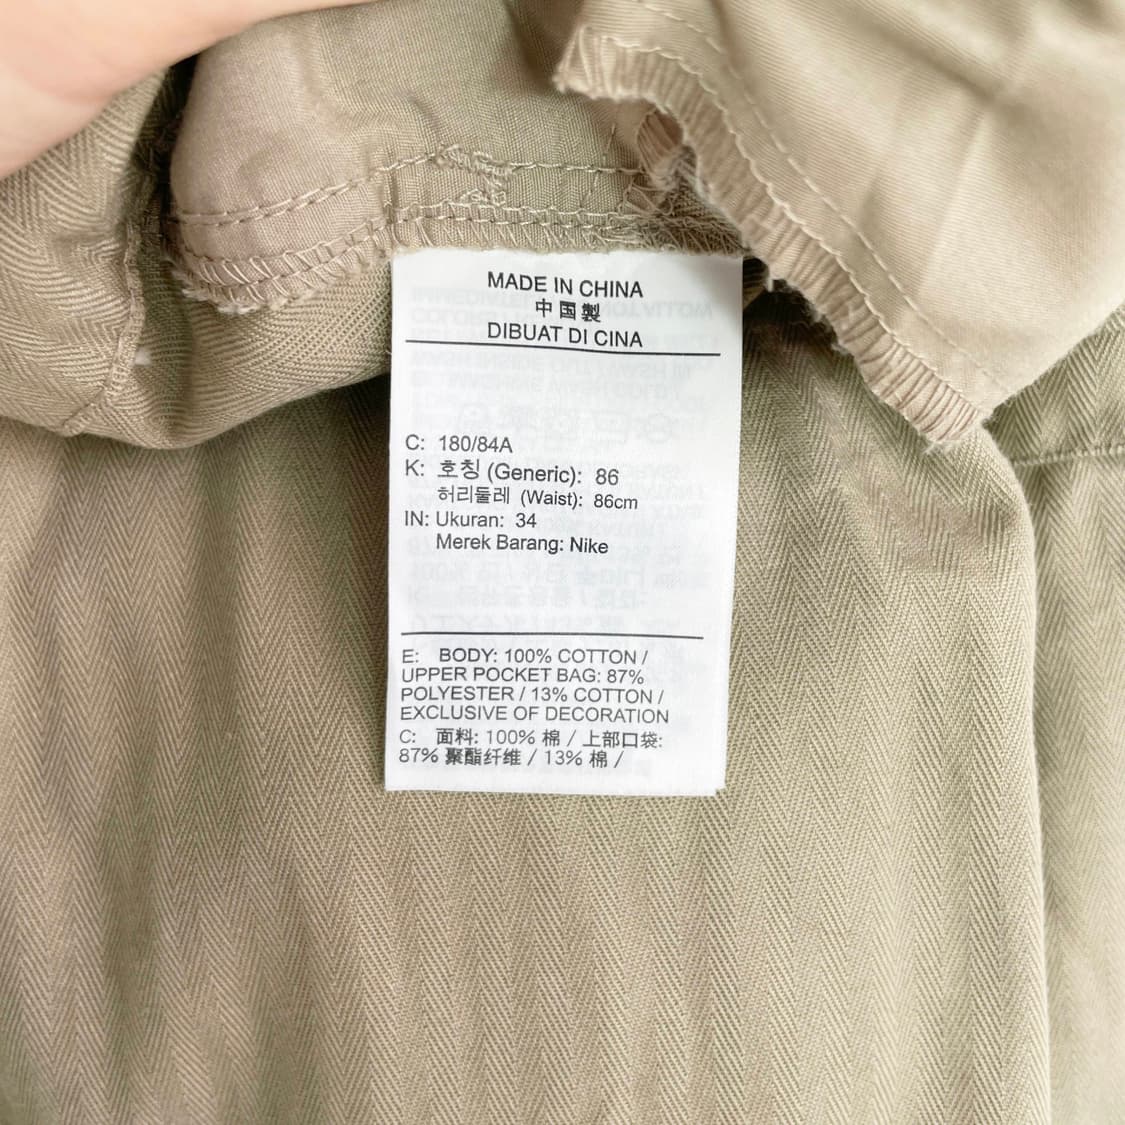 MADE IN CHINA
中国製
DIBUAT DI CINA
C: 180/84A
K: 호칭 (Generic): 86
허리둘레 (Waist): 86cm
IN: Ukuran: 34
Merek Barang: Nike
E: BODY: 100% COTTON /
UPPER POCKET BAG: 87%
POLYESTER / 13% COTTON /
EXCLUSIVE OF DECORATION
C: 面料: 100% 棉 / 上部口袋:
87% 聚酯纤维 / 13% 棉 /